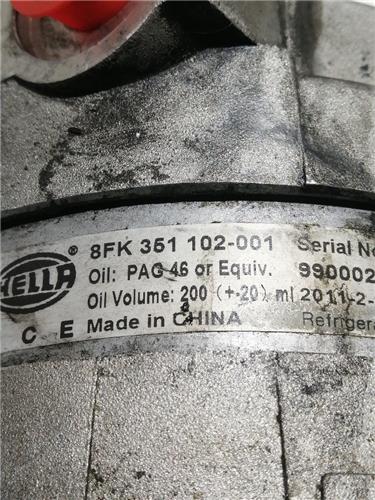 HELLA ® 8FK 351 102-001 Serial No
Oil: PAG 46 or Equiv. 990002
Oil Volume: 200 (+-20) ml 2011-2-
C E Made in CHINA Refrigera